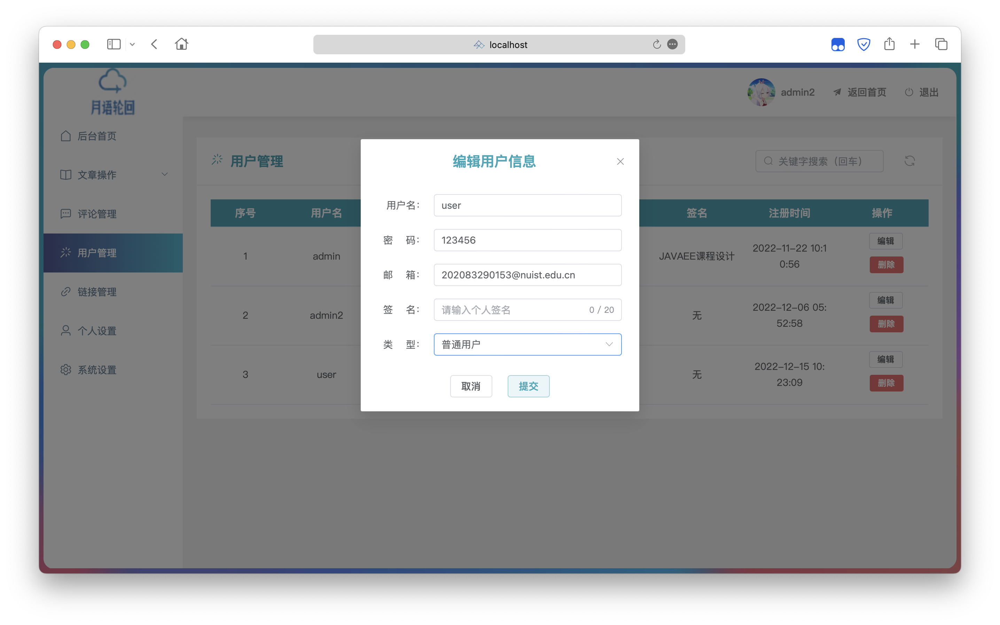 localhost
月语轮回
admin2
返回首页
退出
后台首页
文章操作
评论管理
用户管理
链接管理
个人设置
系统设置
用户管理
关键字搜索（回车）
序号
用户名
签名
注册时间
操作
1
admin
JAVAEE课程设计
2022-11-22 10:1
0:56
编辑
删除
2
admin2
无
2022-12-06 05:
52:58
编辑
删除
3
user
无
2022-12-15 10:
23:09
编辑
删除
编辑用户信息
用户名：
user
密 码：
123456
邮 箱：
202083290153@nuist.edu.cn
签 名：
请输入个人签名
0 / 20
类 型：
普通用户
取消
提交